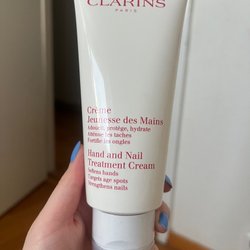 CLARINS
PARIS
Crème
Jeunesse des Mains
Adoucit, protège, hydrate
Atténue les taches
Fortifie les ongles
Hand and Nail
Treatment Cream
Softens hands
Targets age spots
Strengthens nails